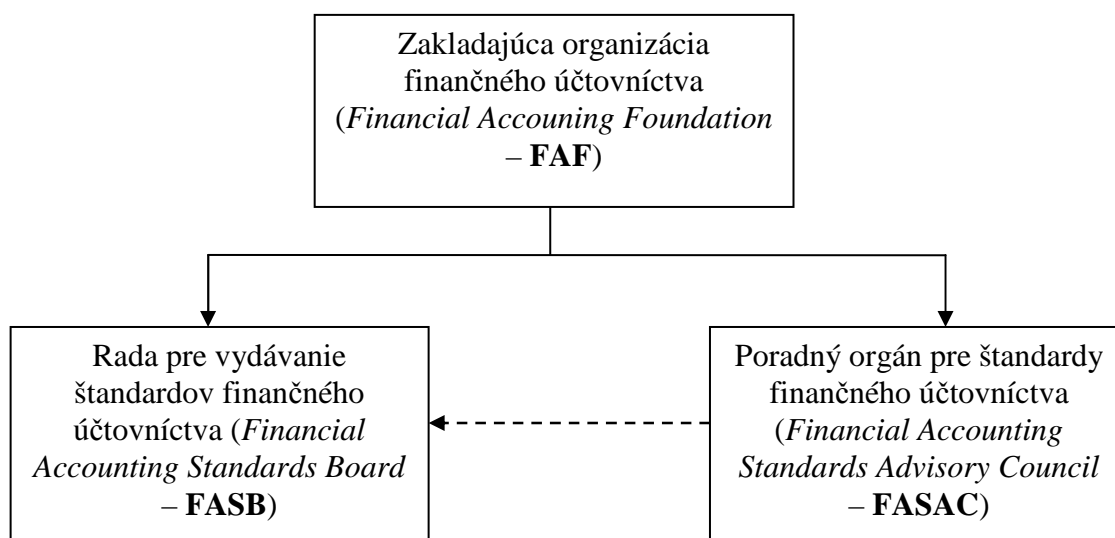 Zakladajúca organizácia
finančného účtovníctva
(Financial Accouning Foundation
– FAF)
Rada pre vydávanie
štandardov finančného
účtovníctva (Financial
Accounting Standards Board
– FASB)
Poradný orgán pre štandardy
finančného účtovníctva
(Financial Accounting
Standards Advisory Council
– FASAC)